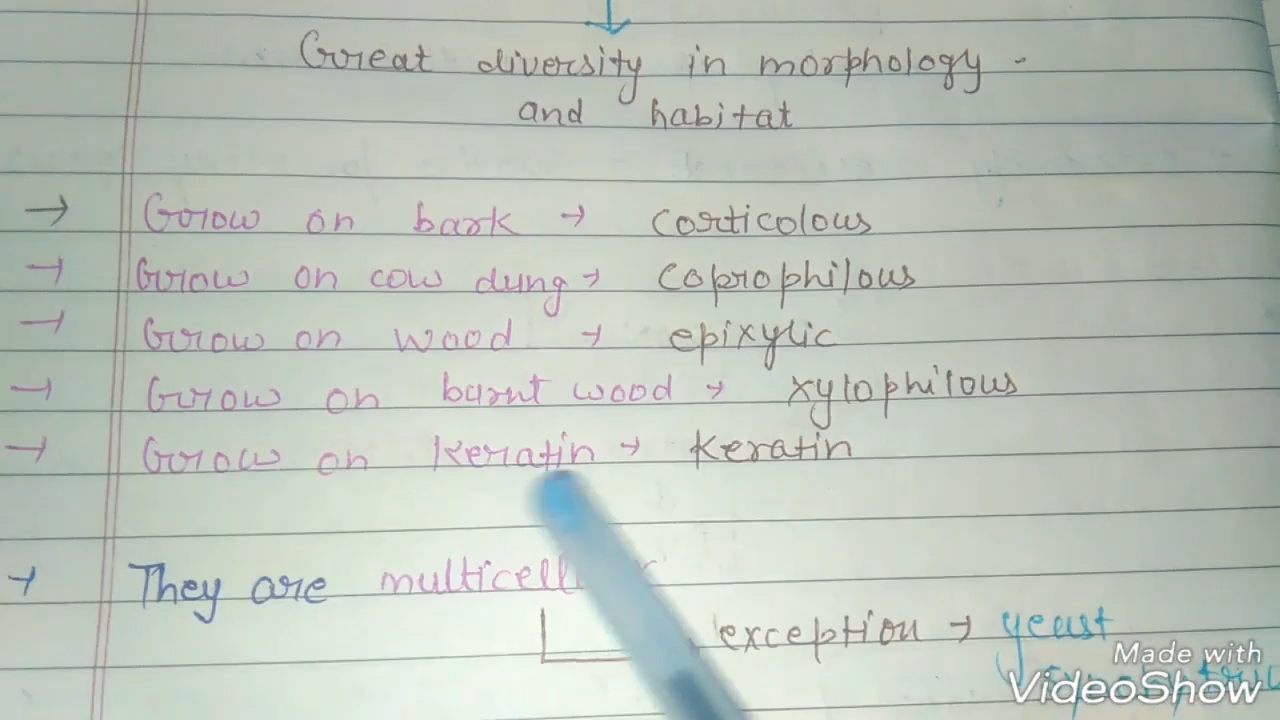 Great diversity in morphology -
and habitat
→ Grow on bark → corticolous
→ Grow on cow dung → coprophilous
→ Grow on wood → epixylic
→ Grow on burnt wood → xylophilous
→ Grow on Keratin → Keratin
→ They are
exception → yeast
Made with
VideoShow